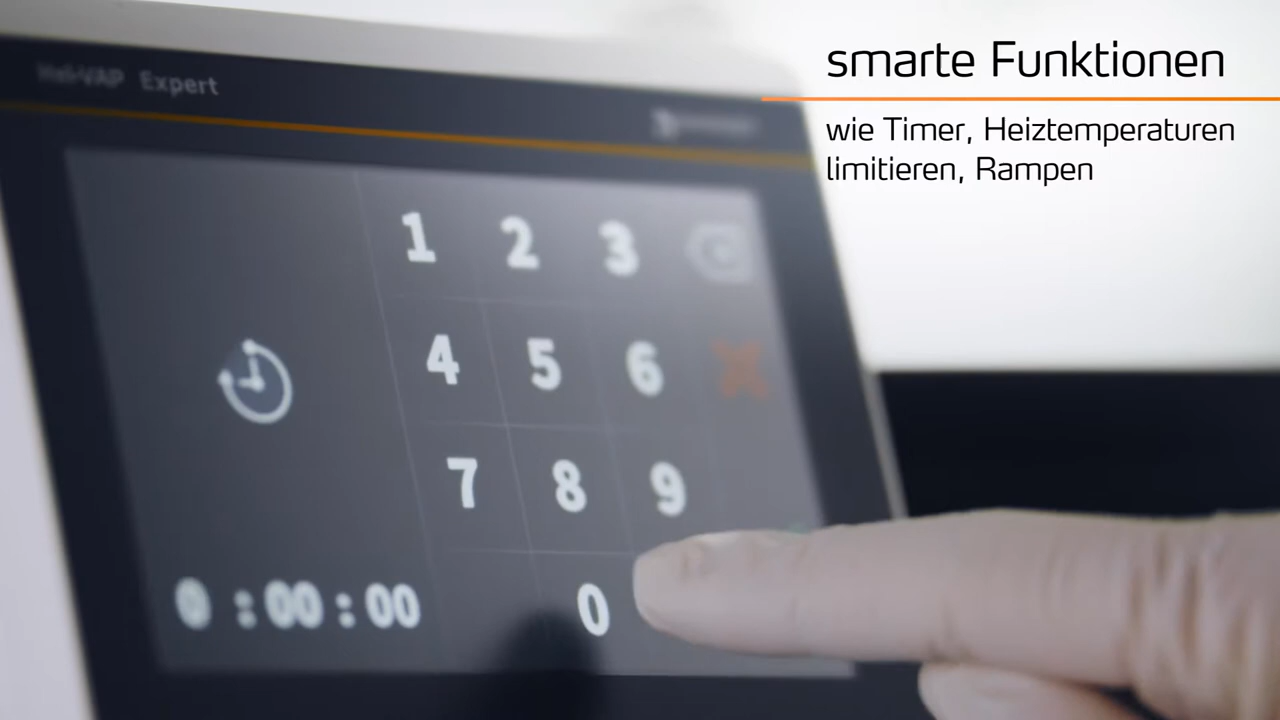 smarte Funktionen
wie Timer, Heiztemperaturen
limitieren, Rampen
Hei-VAP Expert
1 2 3
4 5 6
7 8 9
0 : 00 : 00 0